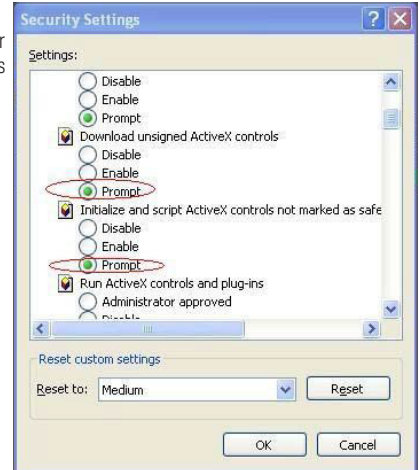 Security Settings
r
s
Settings:
Disable
Enable
Prompt
Download unsigned ActiveX controls
Disable
Enable
Prompt
Initialize and script ActiveX controls not marked as safe
Disable
Enable
Prompt
Run ActiveX controls and plug-ins
Administrator approved
Disable
Reset custom settings
Reset to: Medium Reset
OK Cancel